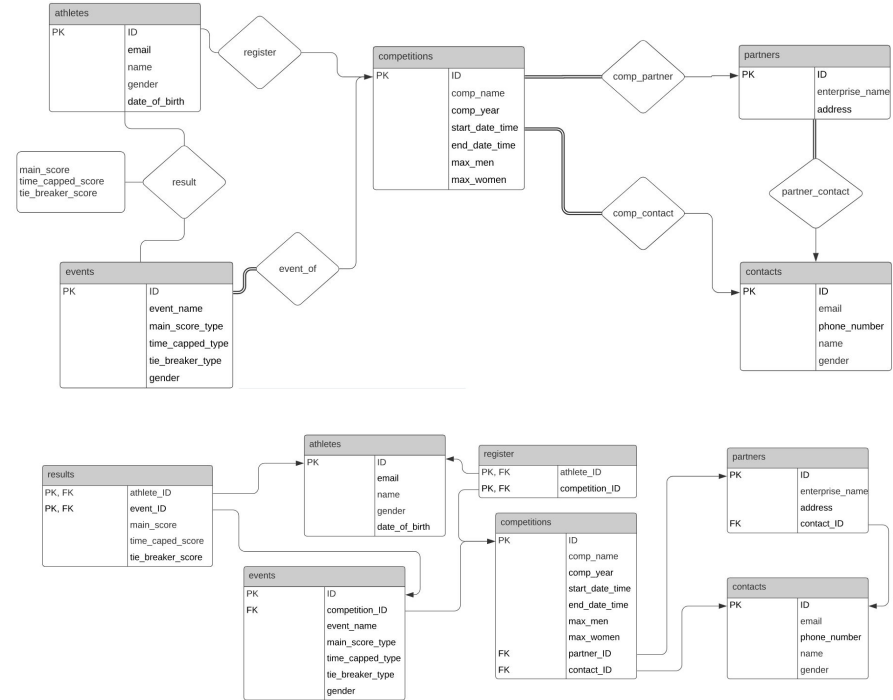 athletes
PK ID
email
name
gender
date_of_birth
register
competitions
PK ID
comp_name
comp_year
start_date_time
end_date_time
max_men
max_women
comp_partner
partners
PK ID
enterprise_name
address
main_score
time_capped_score
tie_breaker_score
result
comp_contact
partner_contact
events
PK ID
event_name
main_score_type
time_capped_type
tie_breaker_type
gender
event_of
contacts
PK ID
email
phone_number
name
gender
results
PK, FK athlete_ID
PK, FK event_ID
main_score
time_caped_score
tie_breaker_score
athletes
PK ID
email
name
gender
date_of_birth
register
PK, FK athlete_ID
PK, FK competition_ID
partners
PK ID
enterprise_name
address
FK contact_ID
events
PK ID
FK competition_ID
event_name
main_score_type
time_capped_type
tie_breaker_type
gender
competitions
PK ID
comp_name
comp_year
start_date_time
end_date_time
max_men
max_women
FK partner_ID
FK contact_ID
contacts
PK ID
email
phone_number
name
gender